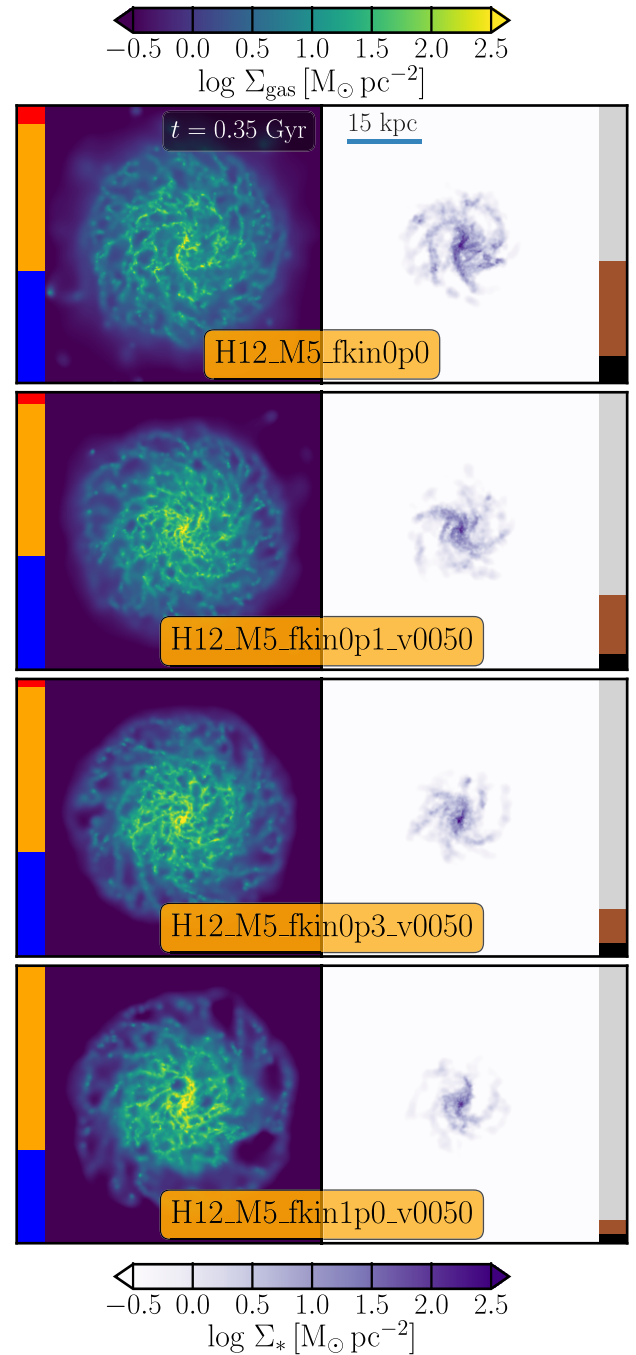 −0.5 0.0 0.5 1.0 1.5 2.0 2.5
log Σgas [M⊙ pc−2]
t = 0.35 Gyr
15 kpc
H12_M5_fkin0p0
H12_M5_fkin0p1_v0050
H12_M5_fkin0p3_v0050
H12_M5_fkin1p0_v0050
−0.5 0.0 0.5 1.0 1.5 2.0 2.5
log Σ* [M⊙ pc−2]